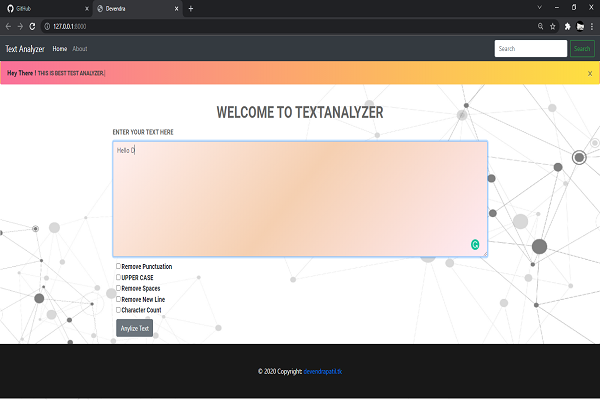 GitHub
Devendra
127.0.0.1:8000
Text Analyzer Home About Search Search
Hey There ! THIS IS BEST TEST ANALYZER.| X
WELCOME TO TEXTANALYZER
ENTER YOUR TEXT HERE
Hello D
Remove Punctuation
UPPER CASE
Remove Spaces
Remove New Line
Character Count
Anylize Text
© 2020 Copyright: devendrapatil.tk